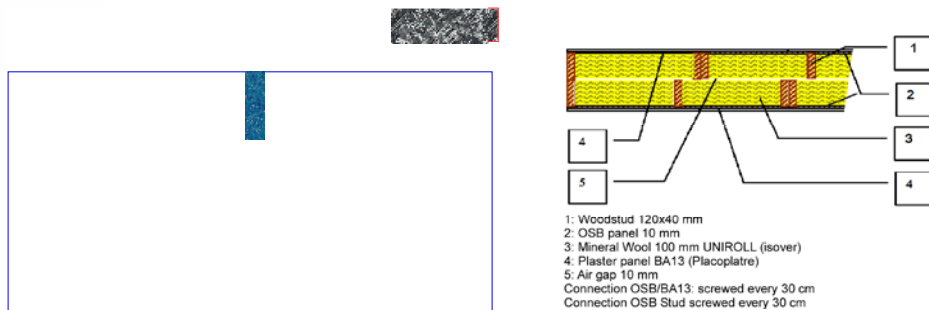 1
2
4
3
5
4
1: Woodstud 120x40 mm
2: OSB panel 10 mm
3: Mineral Wool 100 mm UNIROLL (isover)
4: Plaster panel BA13 (Placoplatre)
5: Air gap 10 mm
Connection OSB/BA13: screwed every 30 cm
Connection OSB Stud screwed every 30 cm